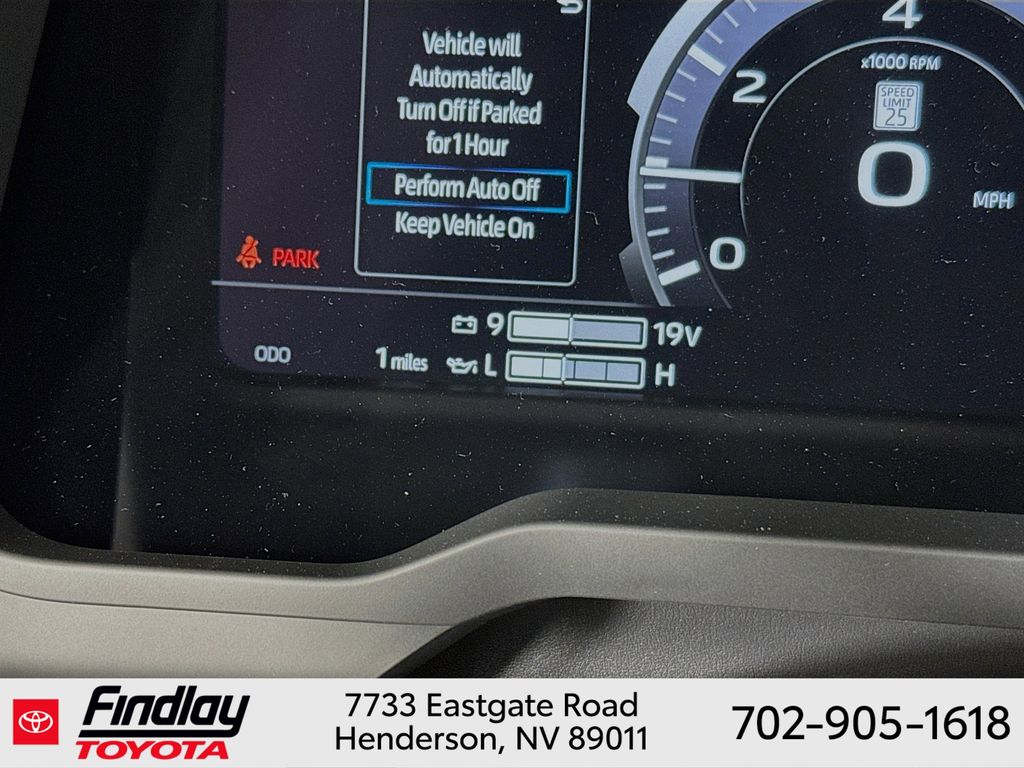 Vehicle will
Automatically
Turn Off if Parked
for 1 Hour
Perform Auto Off
Keep Vehicle On
PARK
4
x1000 RPM
2
SPEED
LIMIT
25
0
MPH
0
9 19V
ODO 1 miles L H
Findlay
TOYOTA
7733 Eastgate Road
Henderson, NV 89011
702-905-1618